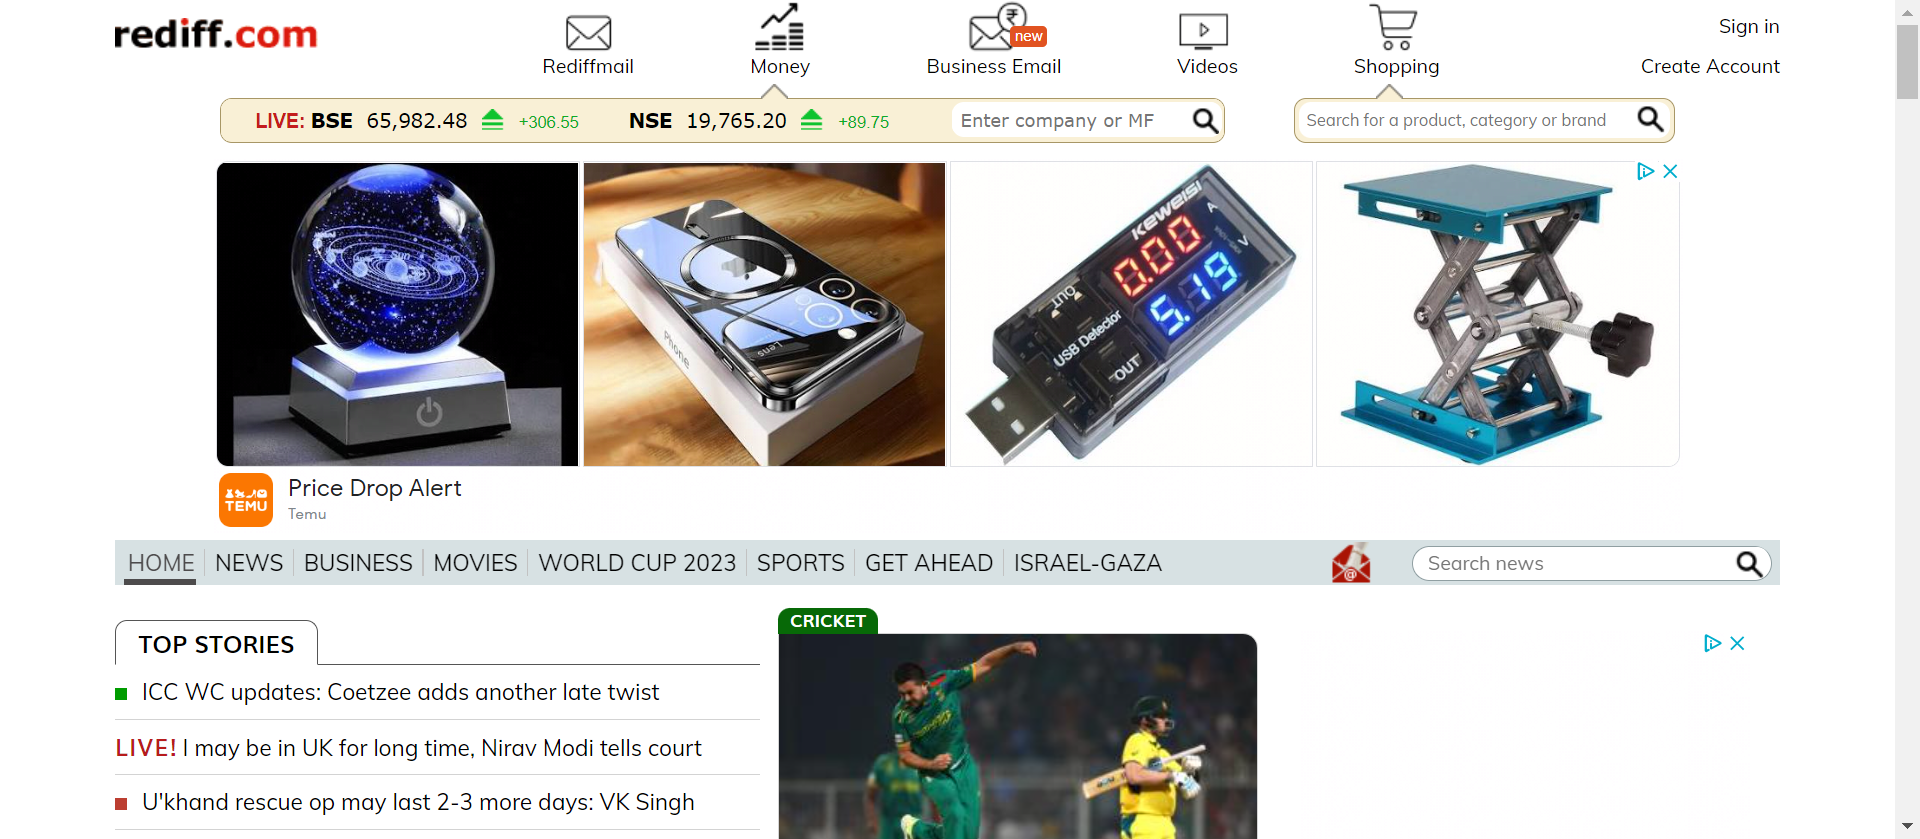 rediff.com
Rediffmail
Money
new
Business Email
Videos
Shopping
Sign in
Create Account
LIVE: BSE 65,982.48 +306.55 NSE 19,765.20 +89.75
Enter company or MF
Search for a product, category or brand
Sun
Phone
Lens
KEWEISI
0.00 A
5.19 V
OUT
USB Detector
OUT
TEMU
Price Drop Alert
Temu
HOME NEWS BUSINESS MOVIES WORLD CUP 2023 SPORTS GET AHEAD ISRAEL-GAZA
Search news
TOP STORIES
ICC WC updates: Coetzee adds another late twist
LIVE! I may be in UK for long time, Nirav Modi tells court
U'khand rescue op may last 2-3 more days: VK Singh
CRICKET